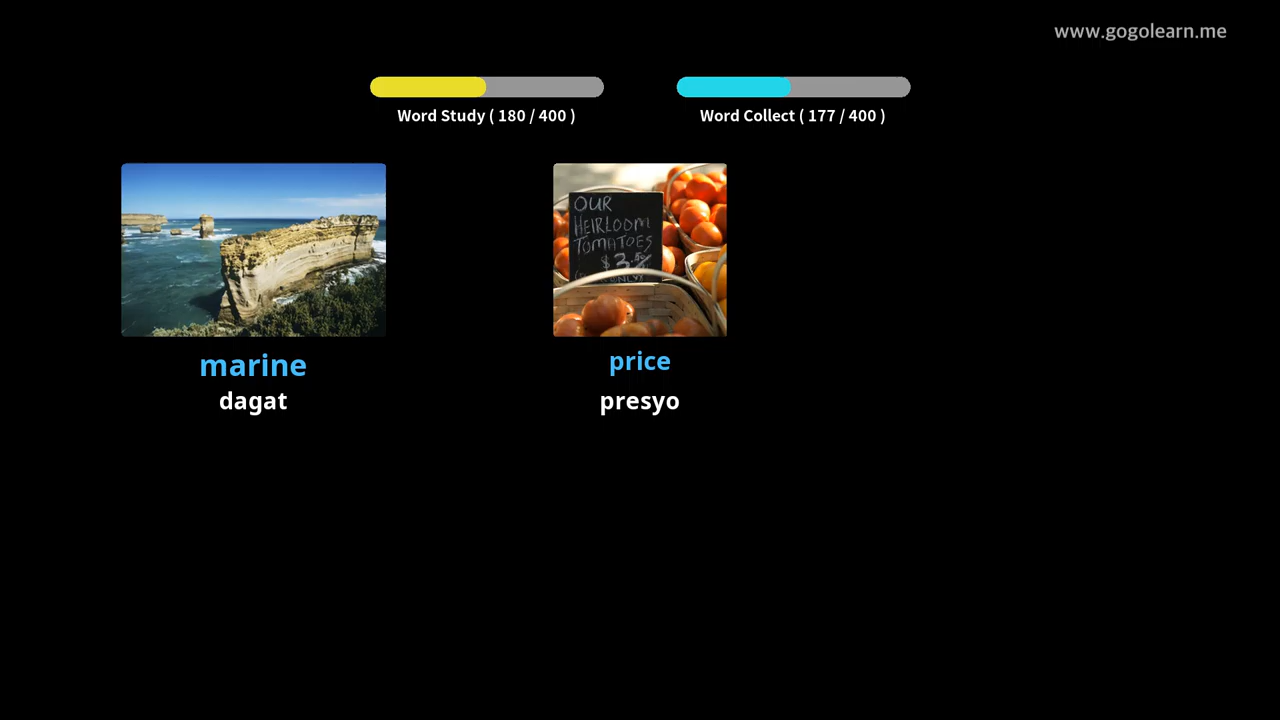 www.gogolearn.me
Word Study ( 180 / 400 )
Word Collect ( 177 / 400 )
OUR
HEIRLOOM
TOMATOES
marine
dagat
price
presyo